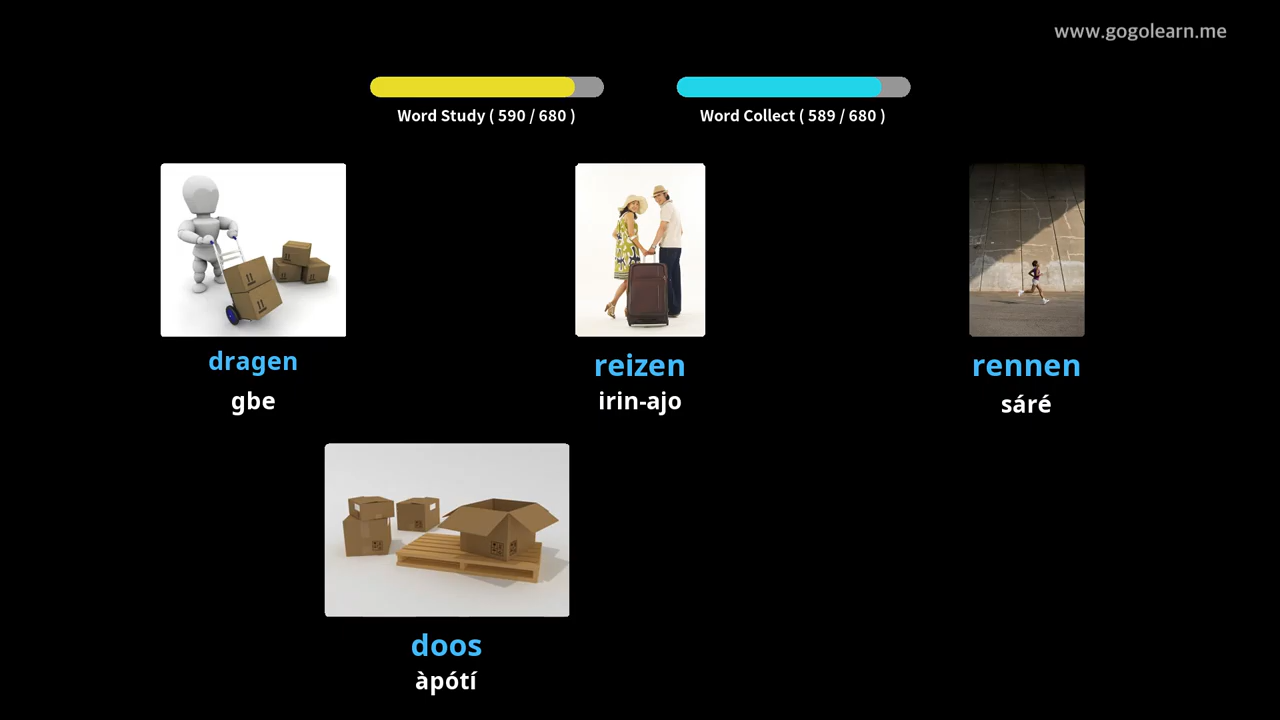 www.gogolearn.me
Word Study ( 590 / 680 )
Word Collect ( 589 / 680 )
dragen
gbe
reizen
irin-ajo
rennen
sáré
doos
àpótí